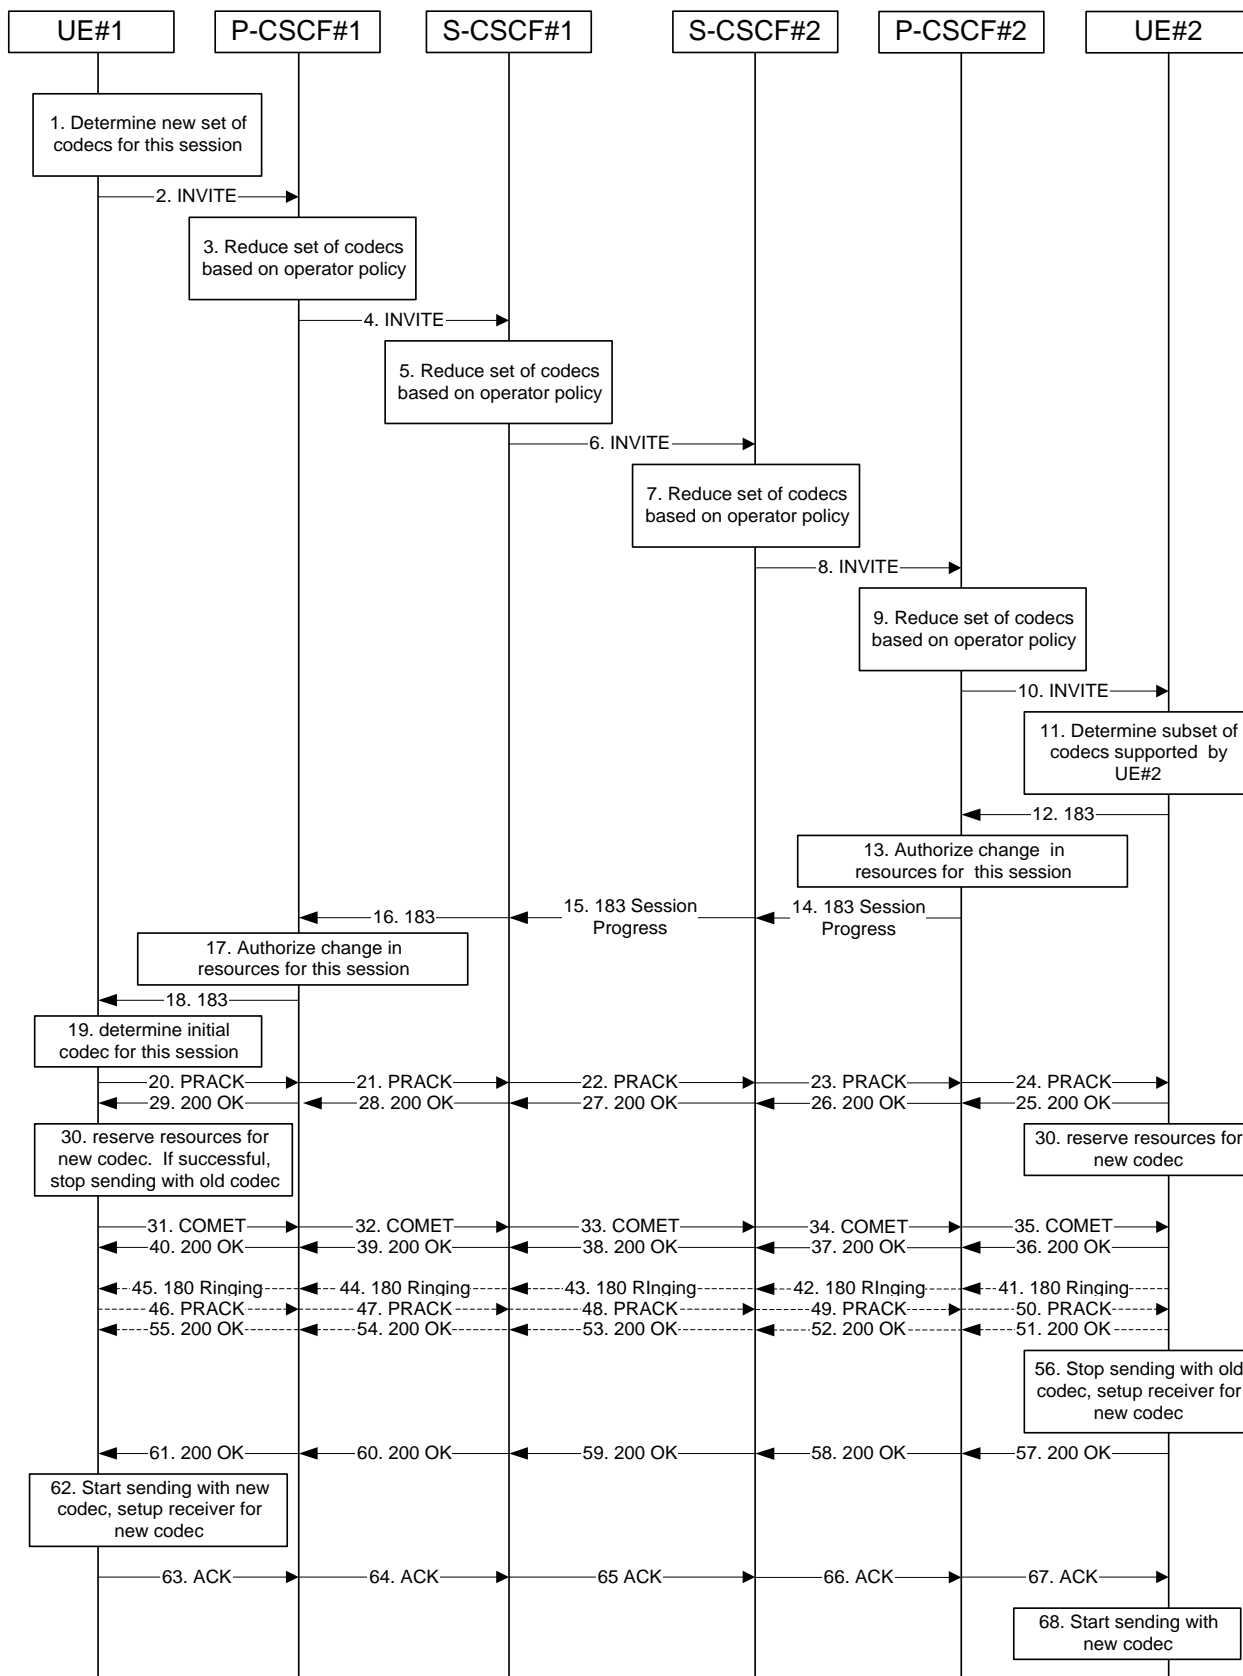 UE#1 P-CSCF#1 S-CSCF#1 S-CSCF#2 P-CSCF#2 UE#2
1. Determine new set of
codecs for this session
2. INVITE
3. Reduce set of codecs
based on operator policy
4. INVITE
5. Reduce set of codecs
based on operator policy
6. INVITE
7. Reduce set of codecs
based on operator policy
8. INVITE
9. Reduce set of codecs
based on operator policy
10. INVITE
11. Determine subset of
codecs supported by
UE#2
12. 183
13. Authorize change in
resources for this session
16. 183
15. 183 Session
Progress
14. 183 Session
Progress
17. Authorize change in
resources for this session
18. 183
19. determine initial
codec for this session
20. PRACK 21. PRACK 22. PRACK 23. PRACK 24. PRACK
29. 200 OK 28. 200 OK 27. 200 OK 26. 200 OK 25. 200 OK
30. reserve resources for
new codec. If successful,
stop sending with old codec
30. reserve resources for
new codec
31. COMET 32. COMET 33. COMET 34. COMET 35. COMET
40. 200 OK 39. 200 OK 38. 200 OK 37. 200 OK 36. 200 OK
45. 180 Ringing 44. 180 Ringing 43. 180 RInging 42. 180 RInging 41. 180 Ringing
46. PRACK 47. PRACK 48. PRACK 49. PRACK 50. PRACK
55. 200 OK 54. 200 OK 53. 200 OK 52. 200 OK 51. 200 OK
56. Stop sending with old
codec, setup receiver for
new codec
61. 200 OK 60. 200 OK 59. 200 OK 58. 200 OK 57. 200 OK
62. Start sending with new
codec, setup receiver for
new codec
63. ACK 64. ACK 65 ACK 66. ACK 67. ACK
68. Start sending with
new codec